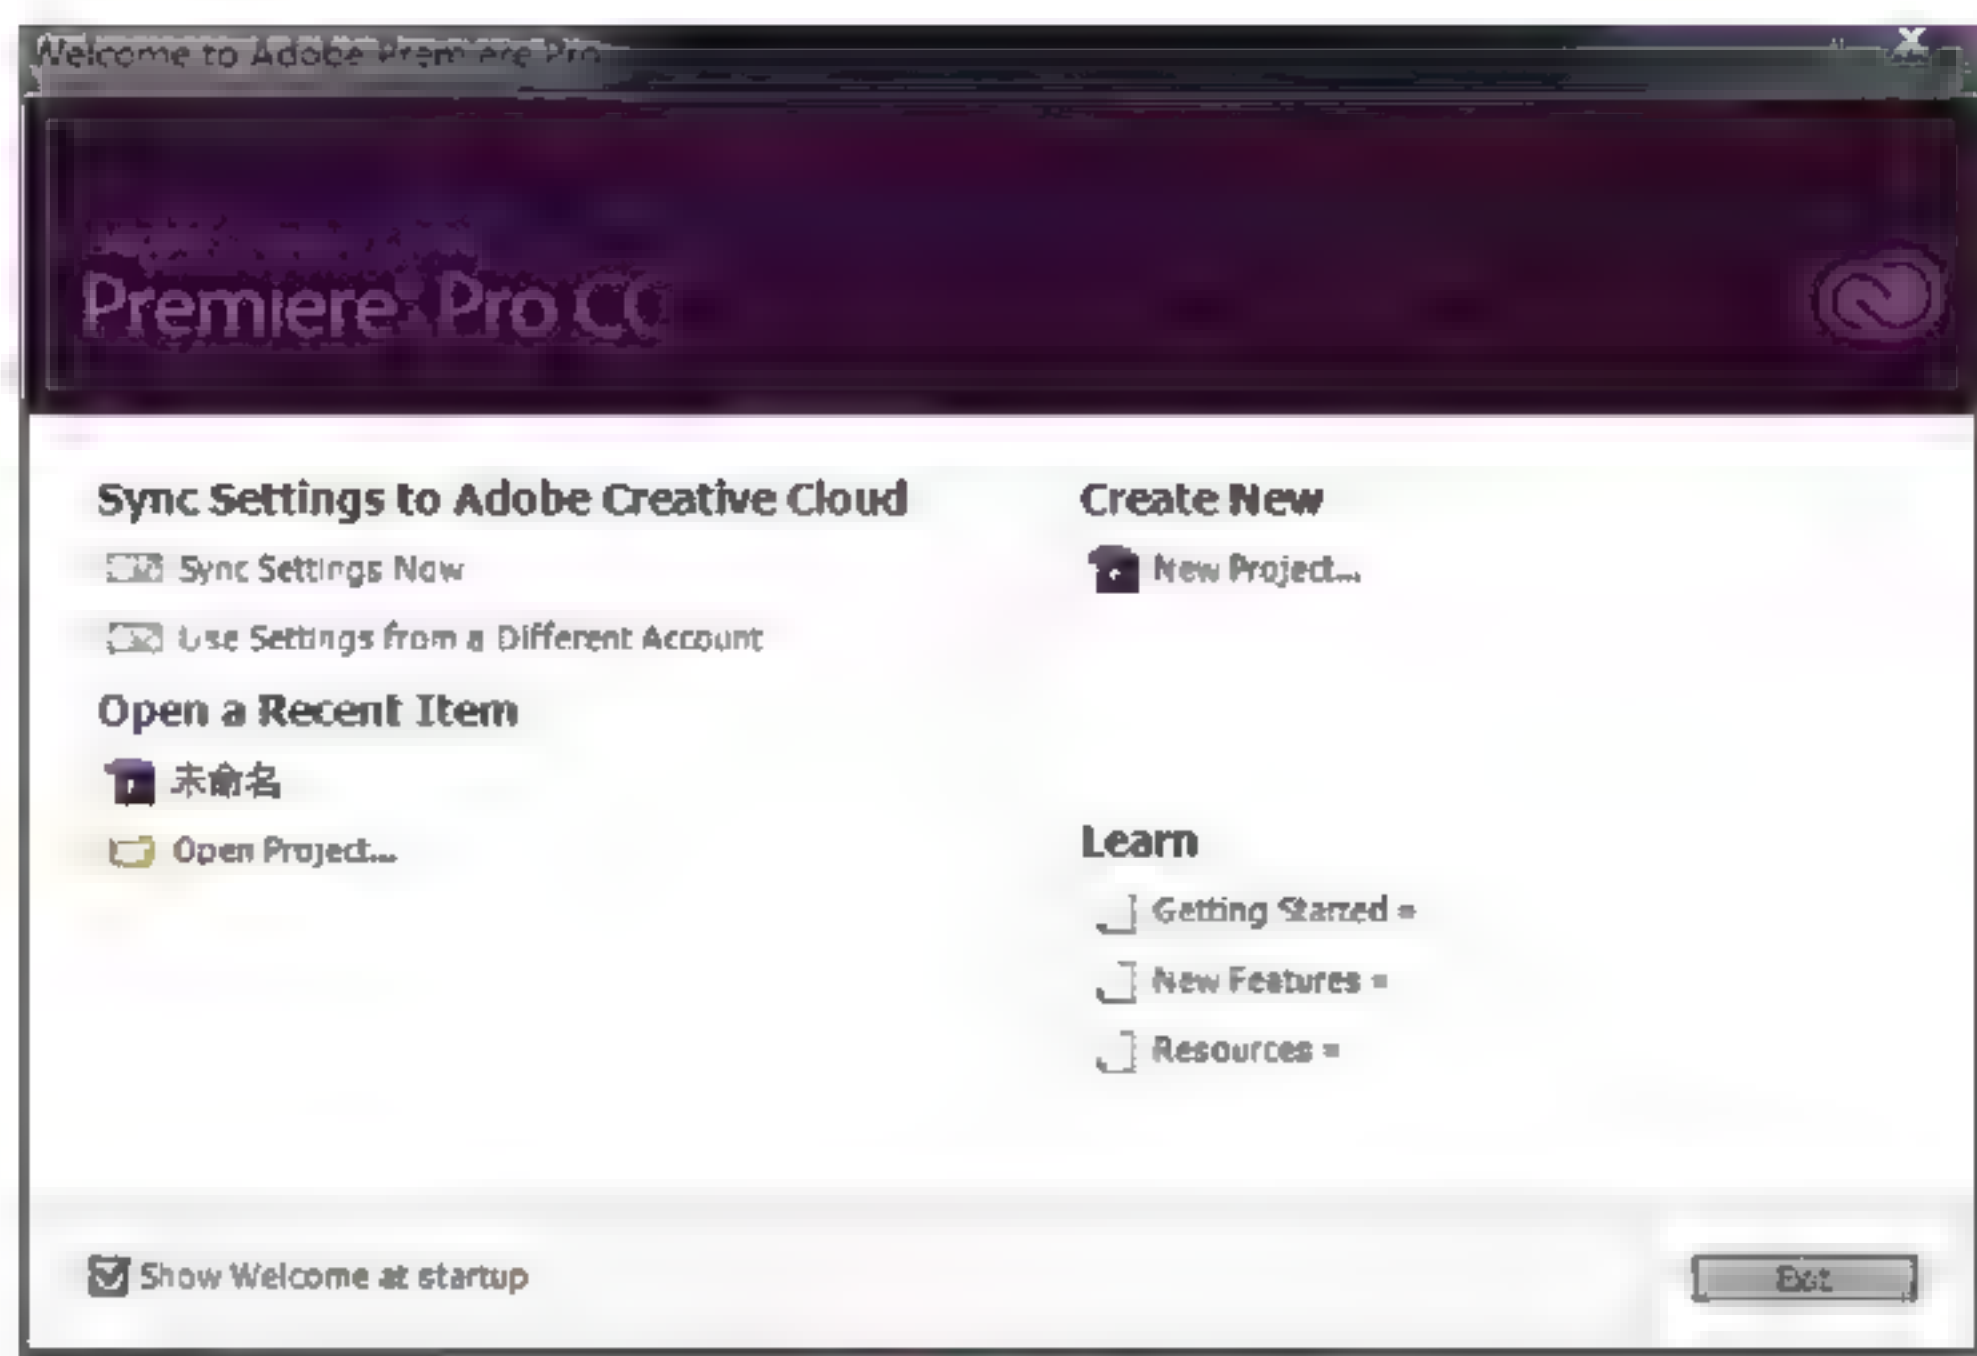 Welcome to Adobe Premiere Pro
Premiere Pro CC
Sync Settings to Adobe Creative Cloud
Sync Settings Now
Use Settings from a Different Account
Open a Recent Item
未命名
Open Project...
Create New
New Project...
Learn
Getting Started
New Features
Resources
Show Welcome at startup
Exit